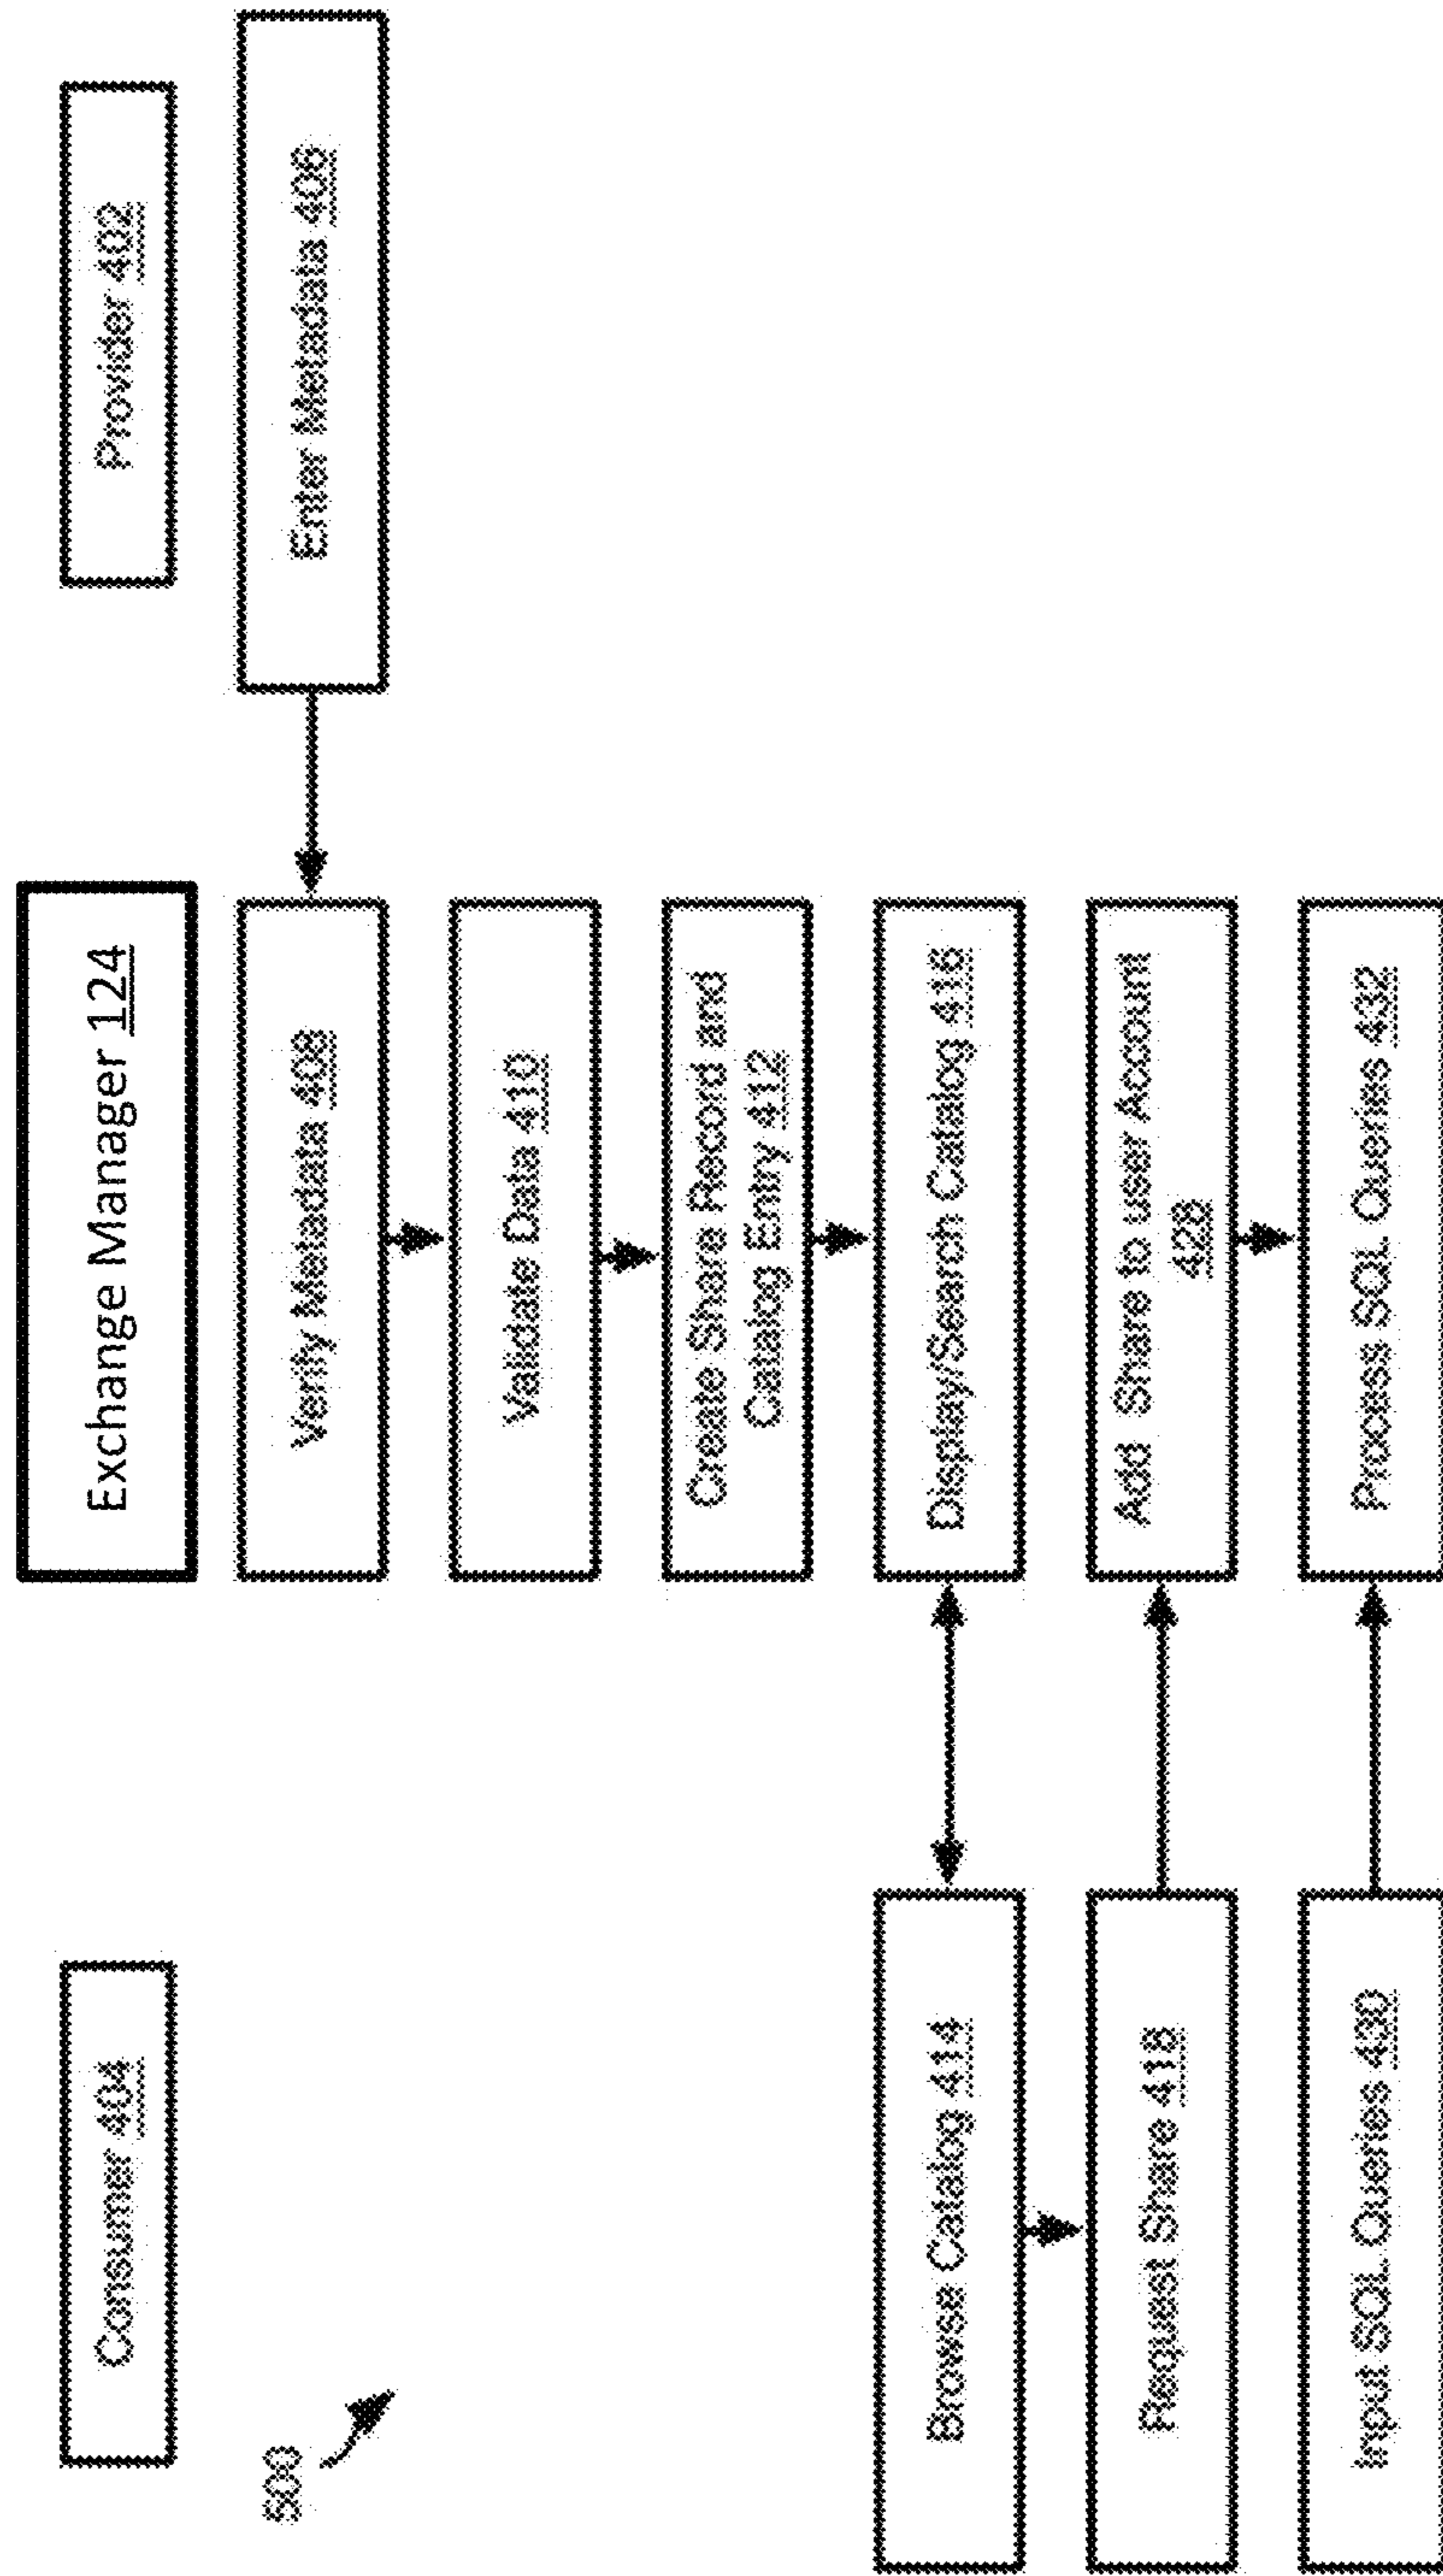 Consumer 404
Exchange Manager 124
Provider 402
500
Verify Metadata 408
Enter Metadata 406
Validate Data 410
Create Share Record and
Catalog Entry 412
Browse Catalog 414
Display/Search Catalog 416
Request Share 418
Add Share to user Account
428
Input SQL Queries 430
Process SQL Queries 432